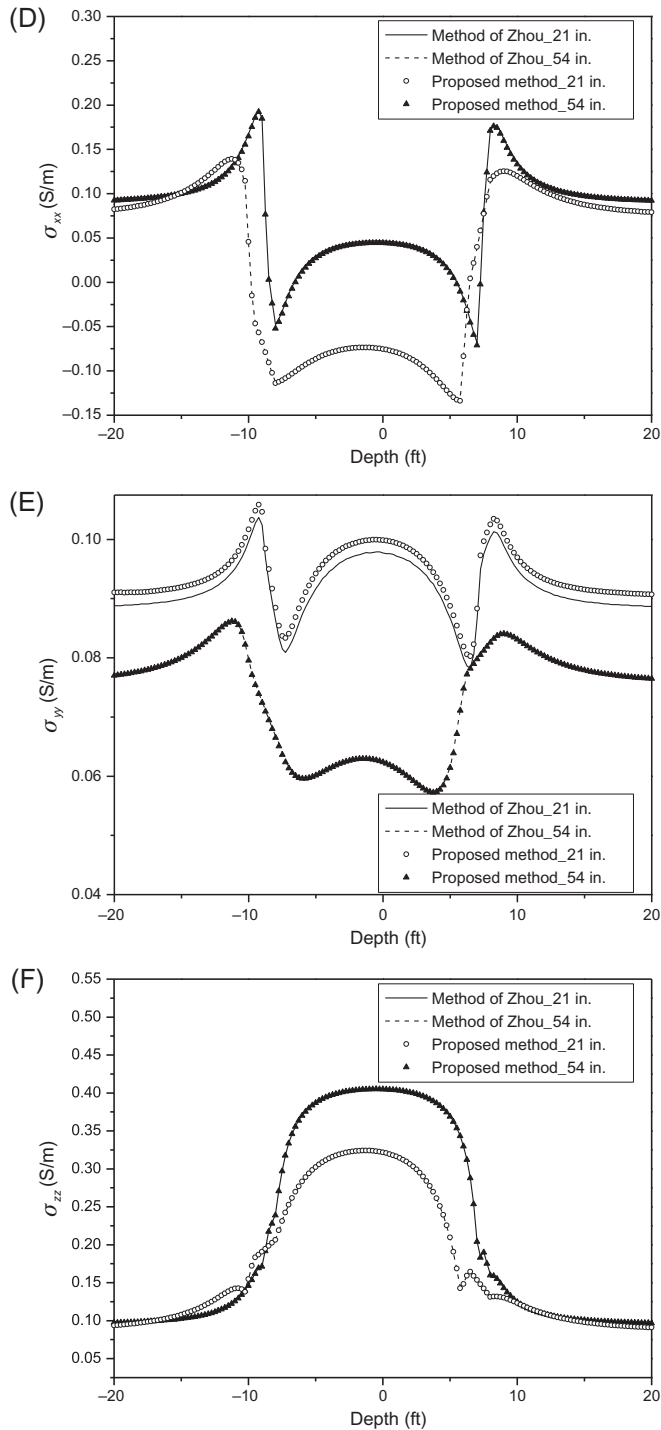 (D)
0.30
0.25
0.20
0.15
0.10
0.05
0.00
–0.05
–0.10
–0.15
σxx (S/m)
Method of Zhou_21 in.
Method of Zhou_54 in.
Proposed method_21 in.
Proposed method_54 in.
–20 –10 0 10 20
Depth (ft)
(E)
0.10
0.08
0.06
0.04
σyy (S/m)
Method of Zhou_21 in.
Method of Zhou_54 in.
Proposed method_21 in.
Proposed method_54 in.
–20 –10 0 10 20
Depth (ft)
(F)
0.55
0.50
0.45
0.40
0.35
0.30
0.25
0.20
0.15
0.10
0.05
σzz (S/m)
Method of Zhou_21 in.
Method of Zhou_54 in.
Proposed method_21 in.
Proposed method_54 in.
–20 –10 0 10 20
Depth (ft)